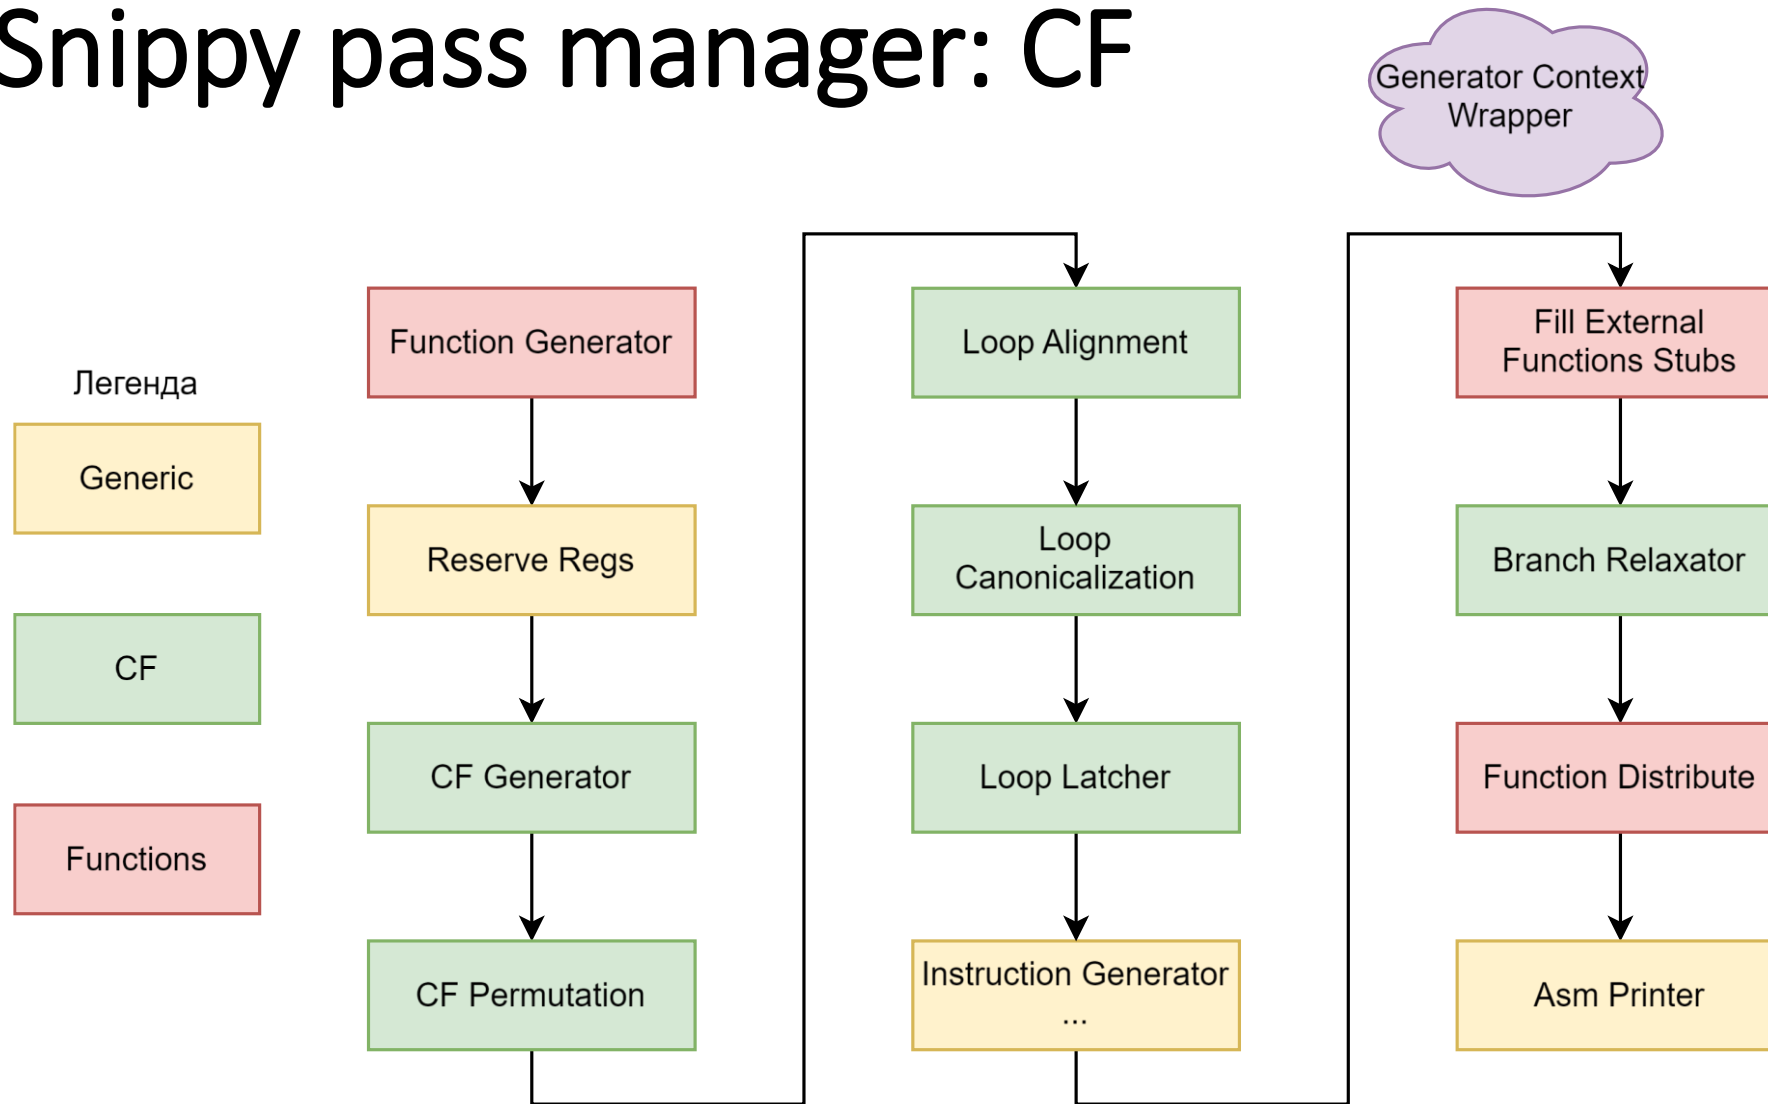 Snippy pass manager: CF
Generator Context
Wrapper
Легенда
Generic
CF
Functions
Function Generator
Reserve Regs
CF Generator
CF Permutation
Loop Alignment
Loop
Canonicalization
Loop Latcher
Instruction Generator
...
Fill External
Functions Stubs
Branch Relaxator
Function Distribute
Asm Printer